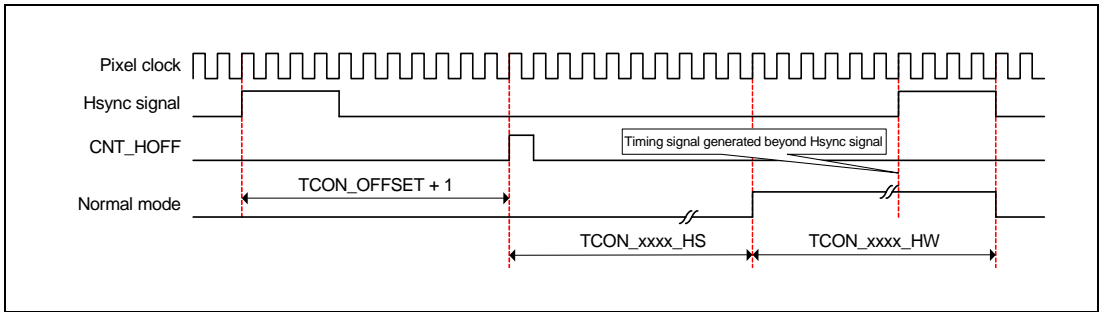 Pixel clock
Hsync signal
CNT_HOFF
Timing signal generated beyond Hsync signal
TCON_OFFSET + 1
Normal mode
TCON_xxxx_HS
TCON_xxxx_HW